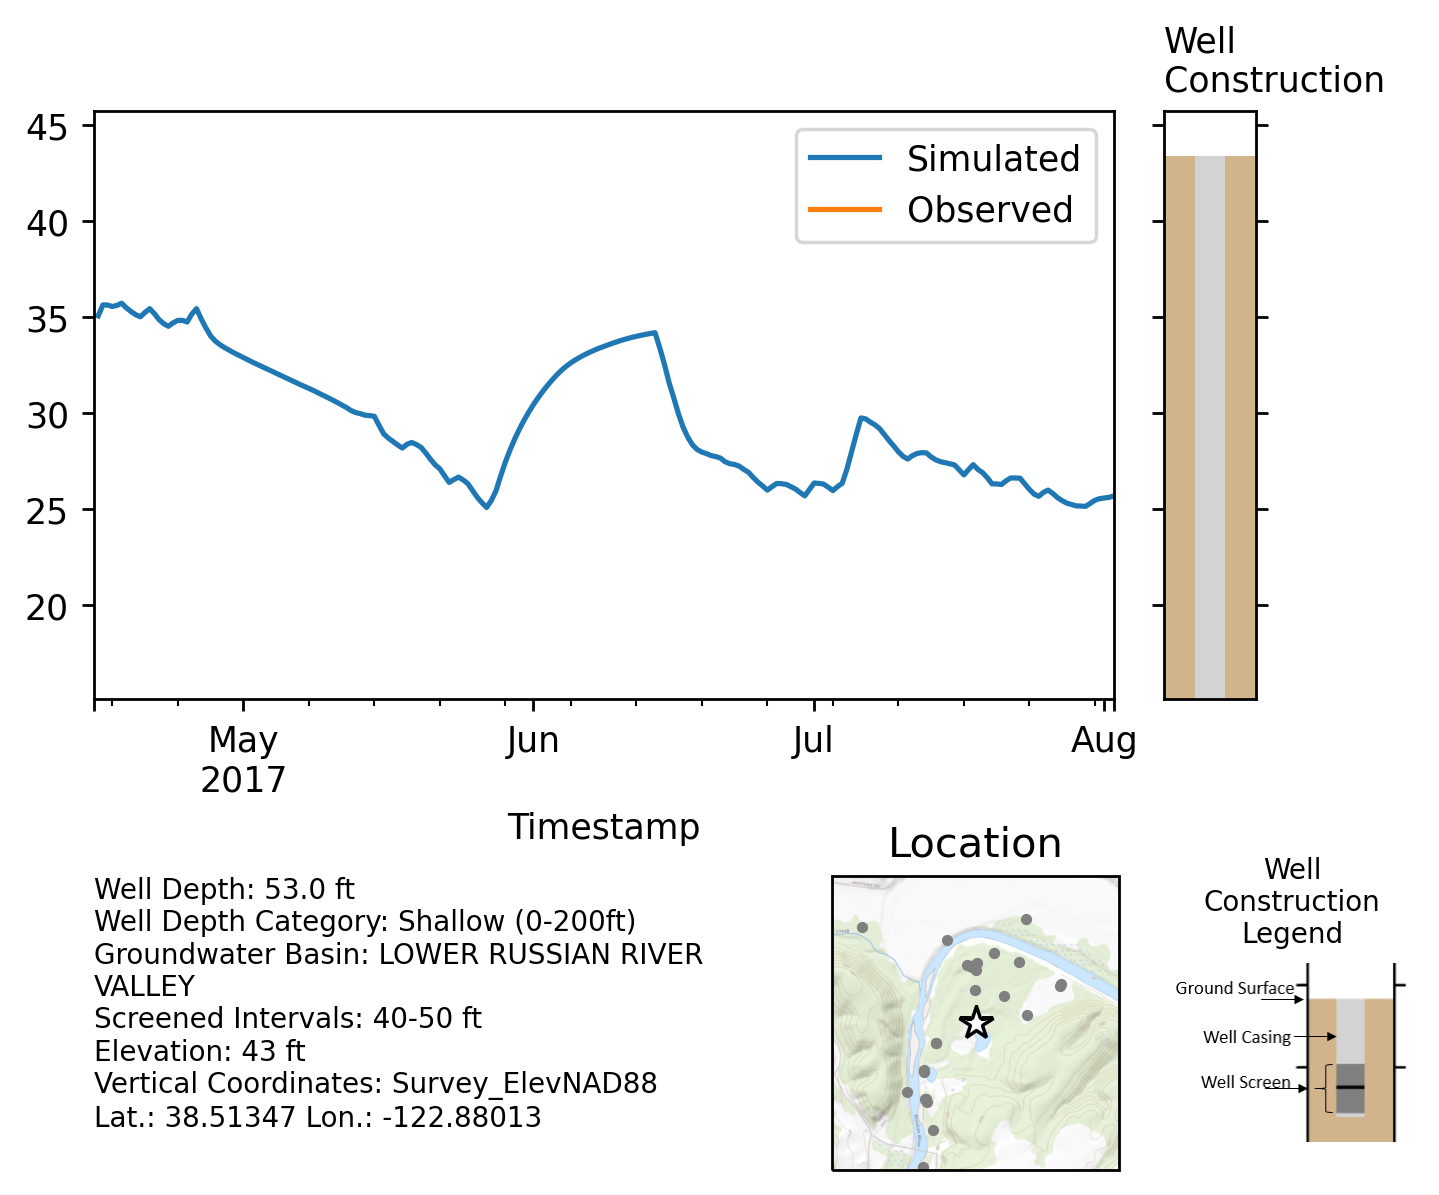 Well
Construction
45
40
35
30
25
20
Simulated
Observed
May
2017
Jun
Jul
Aug
Timestamp
Well Depth: 53.0 ft
Well Depth Category: Shallow (0-200ft)
Groundwater Basin: LOWER RUSSIAN RIVER
VALLEY
Screened Intervals: 40-50 ft
Elevation: 43 ft
Vertical Coordinates: Survey_ElevNAD88
Lat.: 38.51347 Lon.: -122.88013
Location
Well
Construction
Legend
Ground Surface
Well Casing
Well Screen